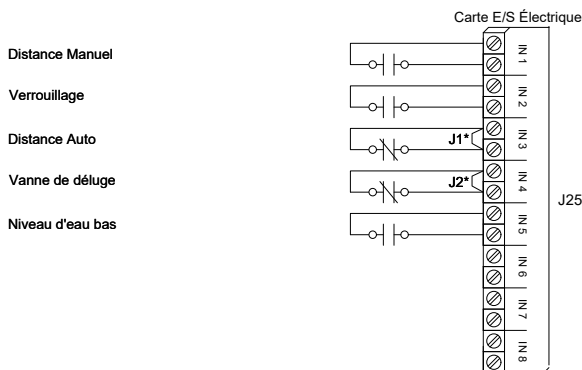 Carte E/S Électrique
Distance Manuel
IN 1
Verrouillage
IN 2
Distance Auto
J1*
IN 3
Vanne de déluge
J2*
IN 4
J25
Niveau d'eau bas
IN 5
IN 6
IN 7
IN 8